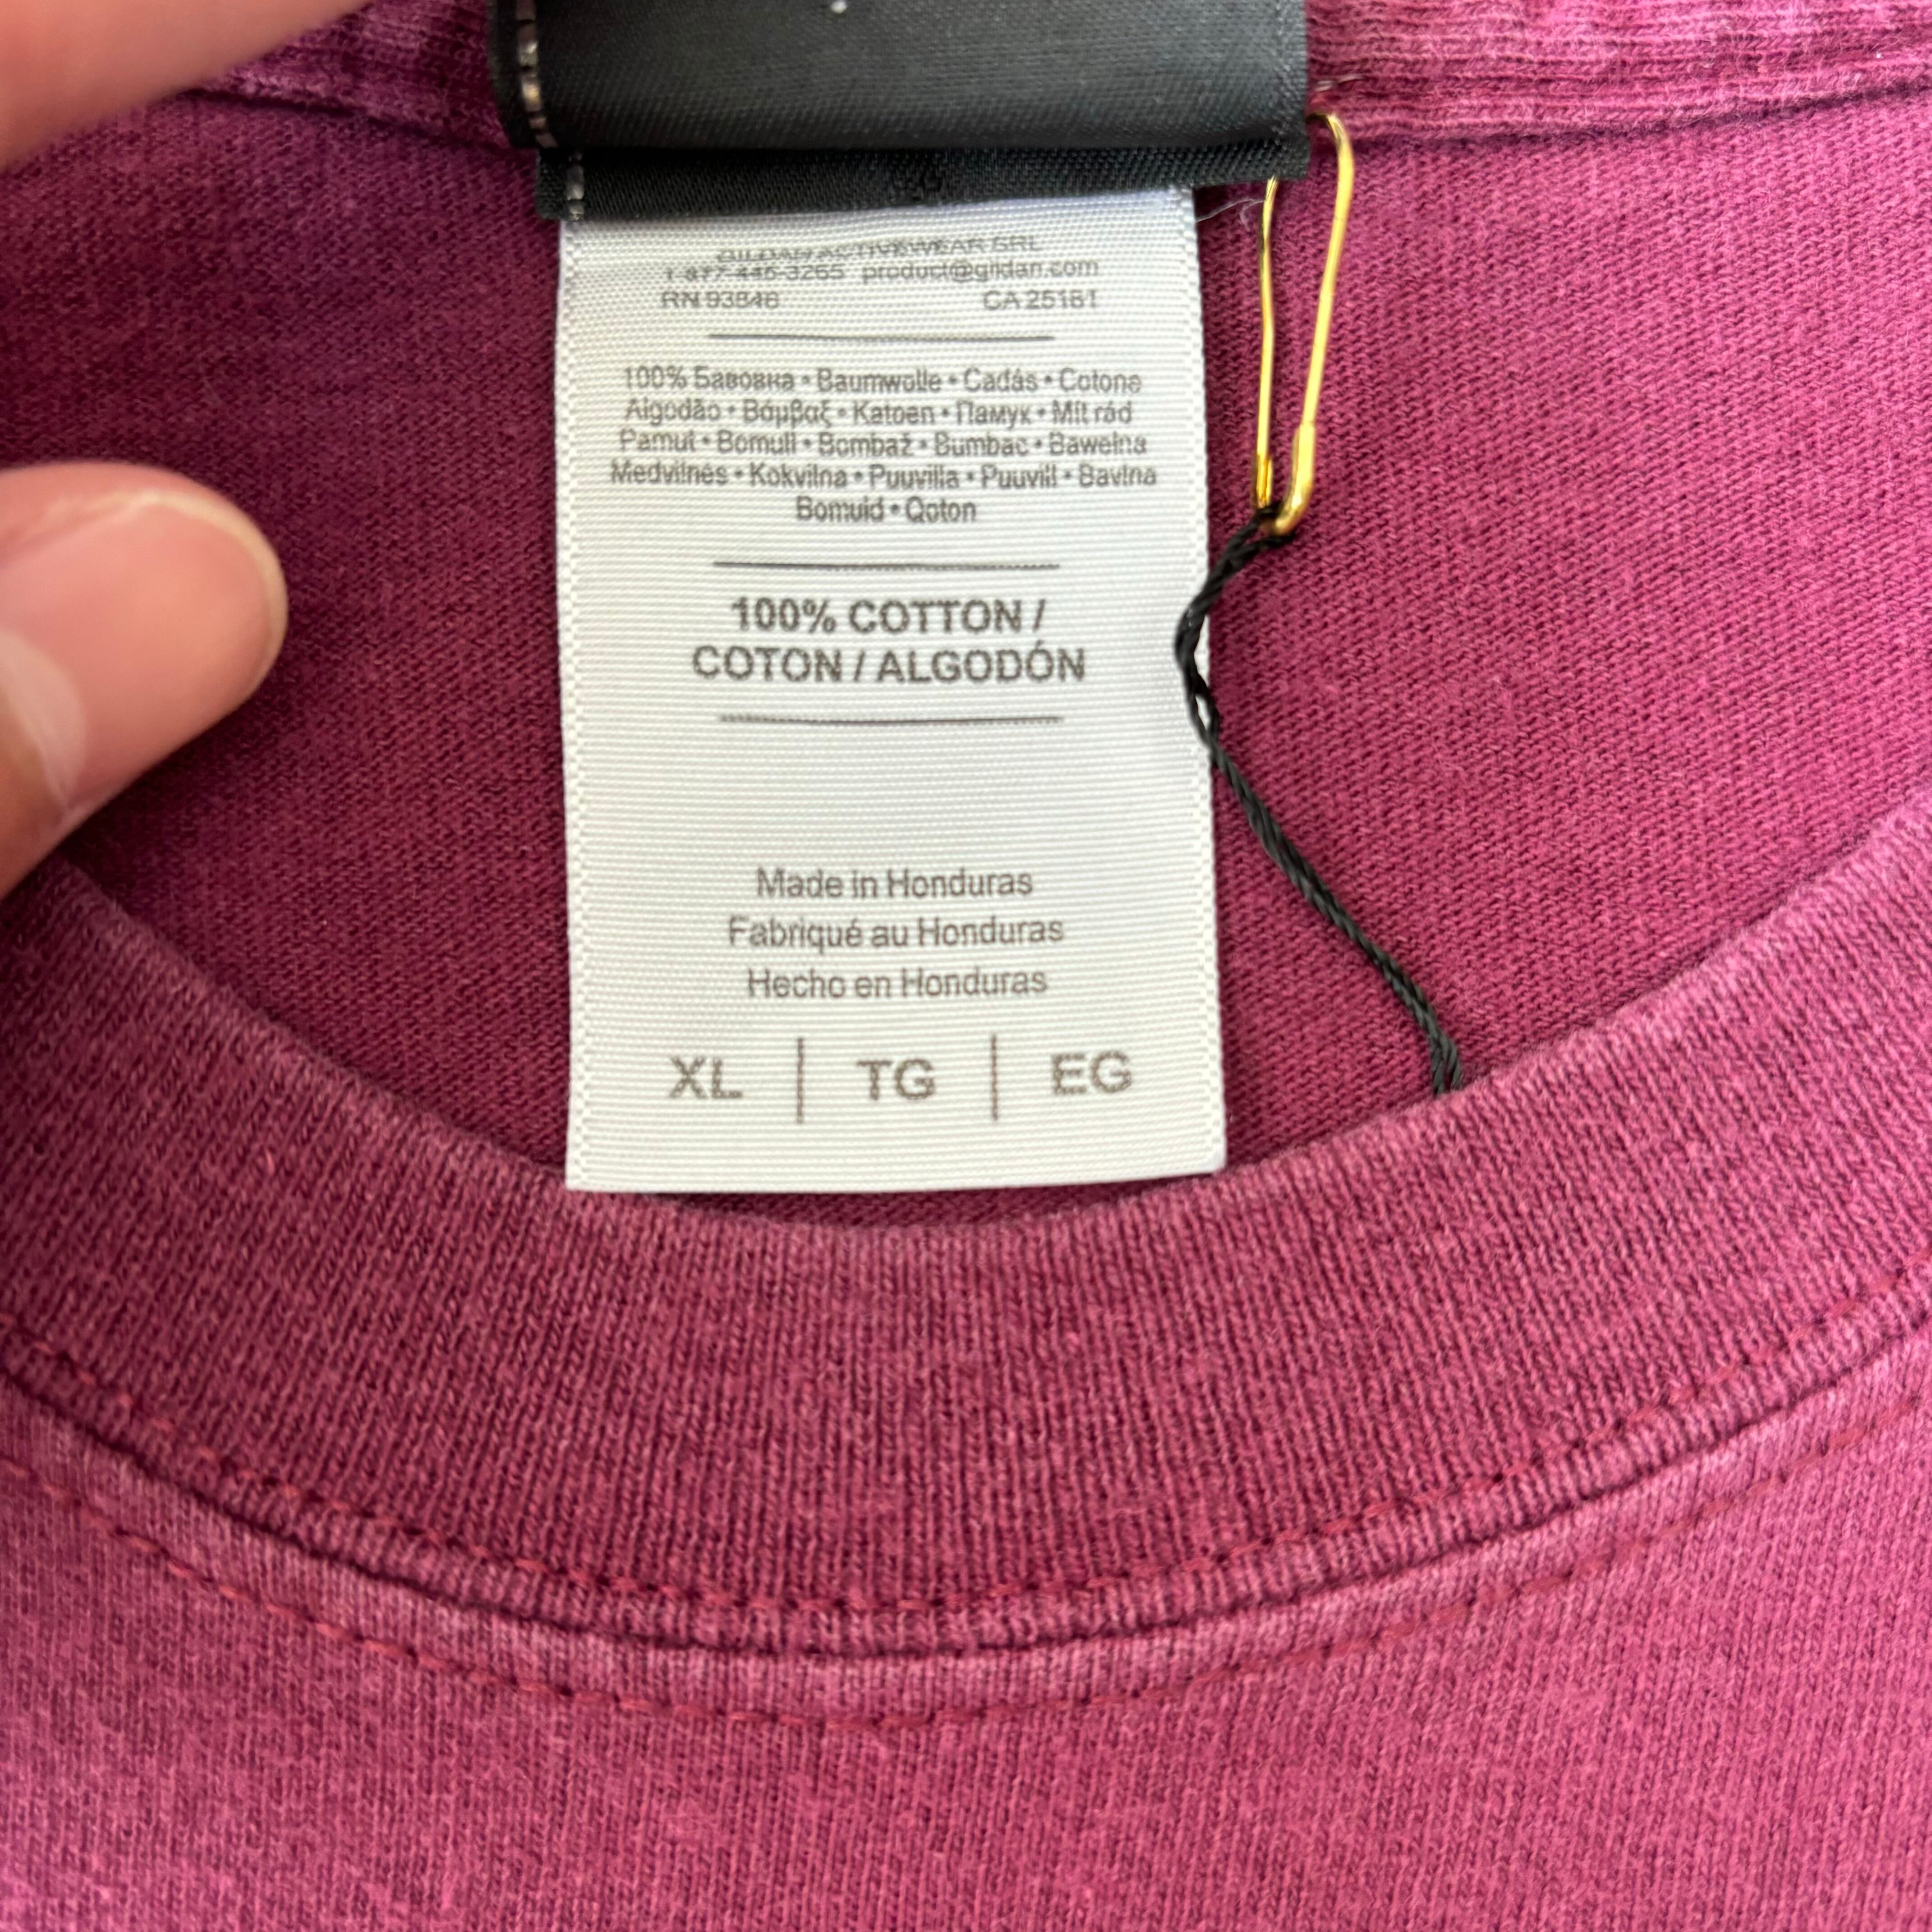 GILDAN ACTIVEWEAR SRL
1-877-445-3265 product@gildan.com
RN 93846 CA 25181
100% Бавовна • Baumwolle • Cadás • Cotone
Algodão • Βάμβαξ • Katoen • Памук • Mít rád
Pamut • Bomull • Bombaž • Bumbac • Bawełna
Medvilnės • Kokvilna • Puuvilla • Puuvill • Bavlna
Bomuld • Qoton
100% COTTON /
COTON / ALGODÓN
Made in Honduras
Fabriqué au Honduras
Hecho en Honduras
XL | TG | EG